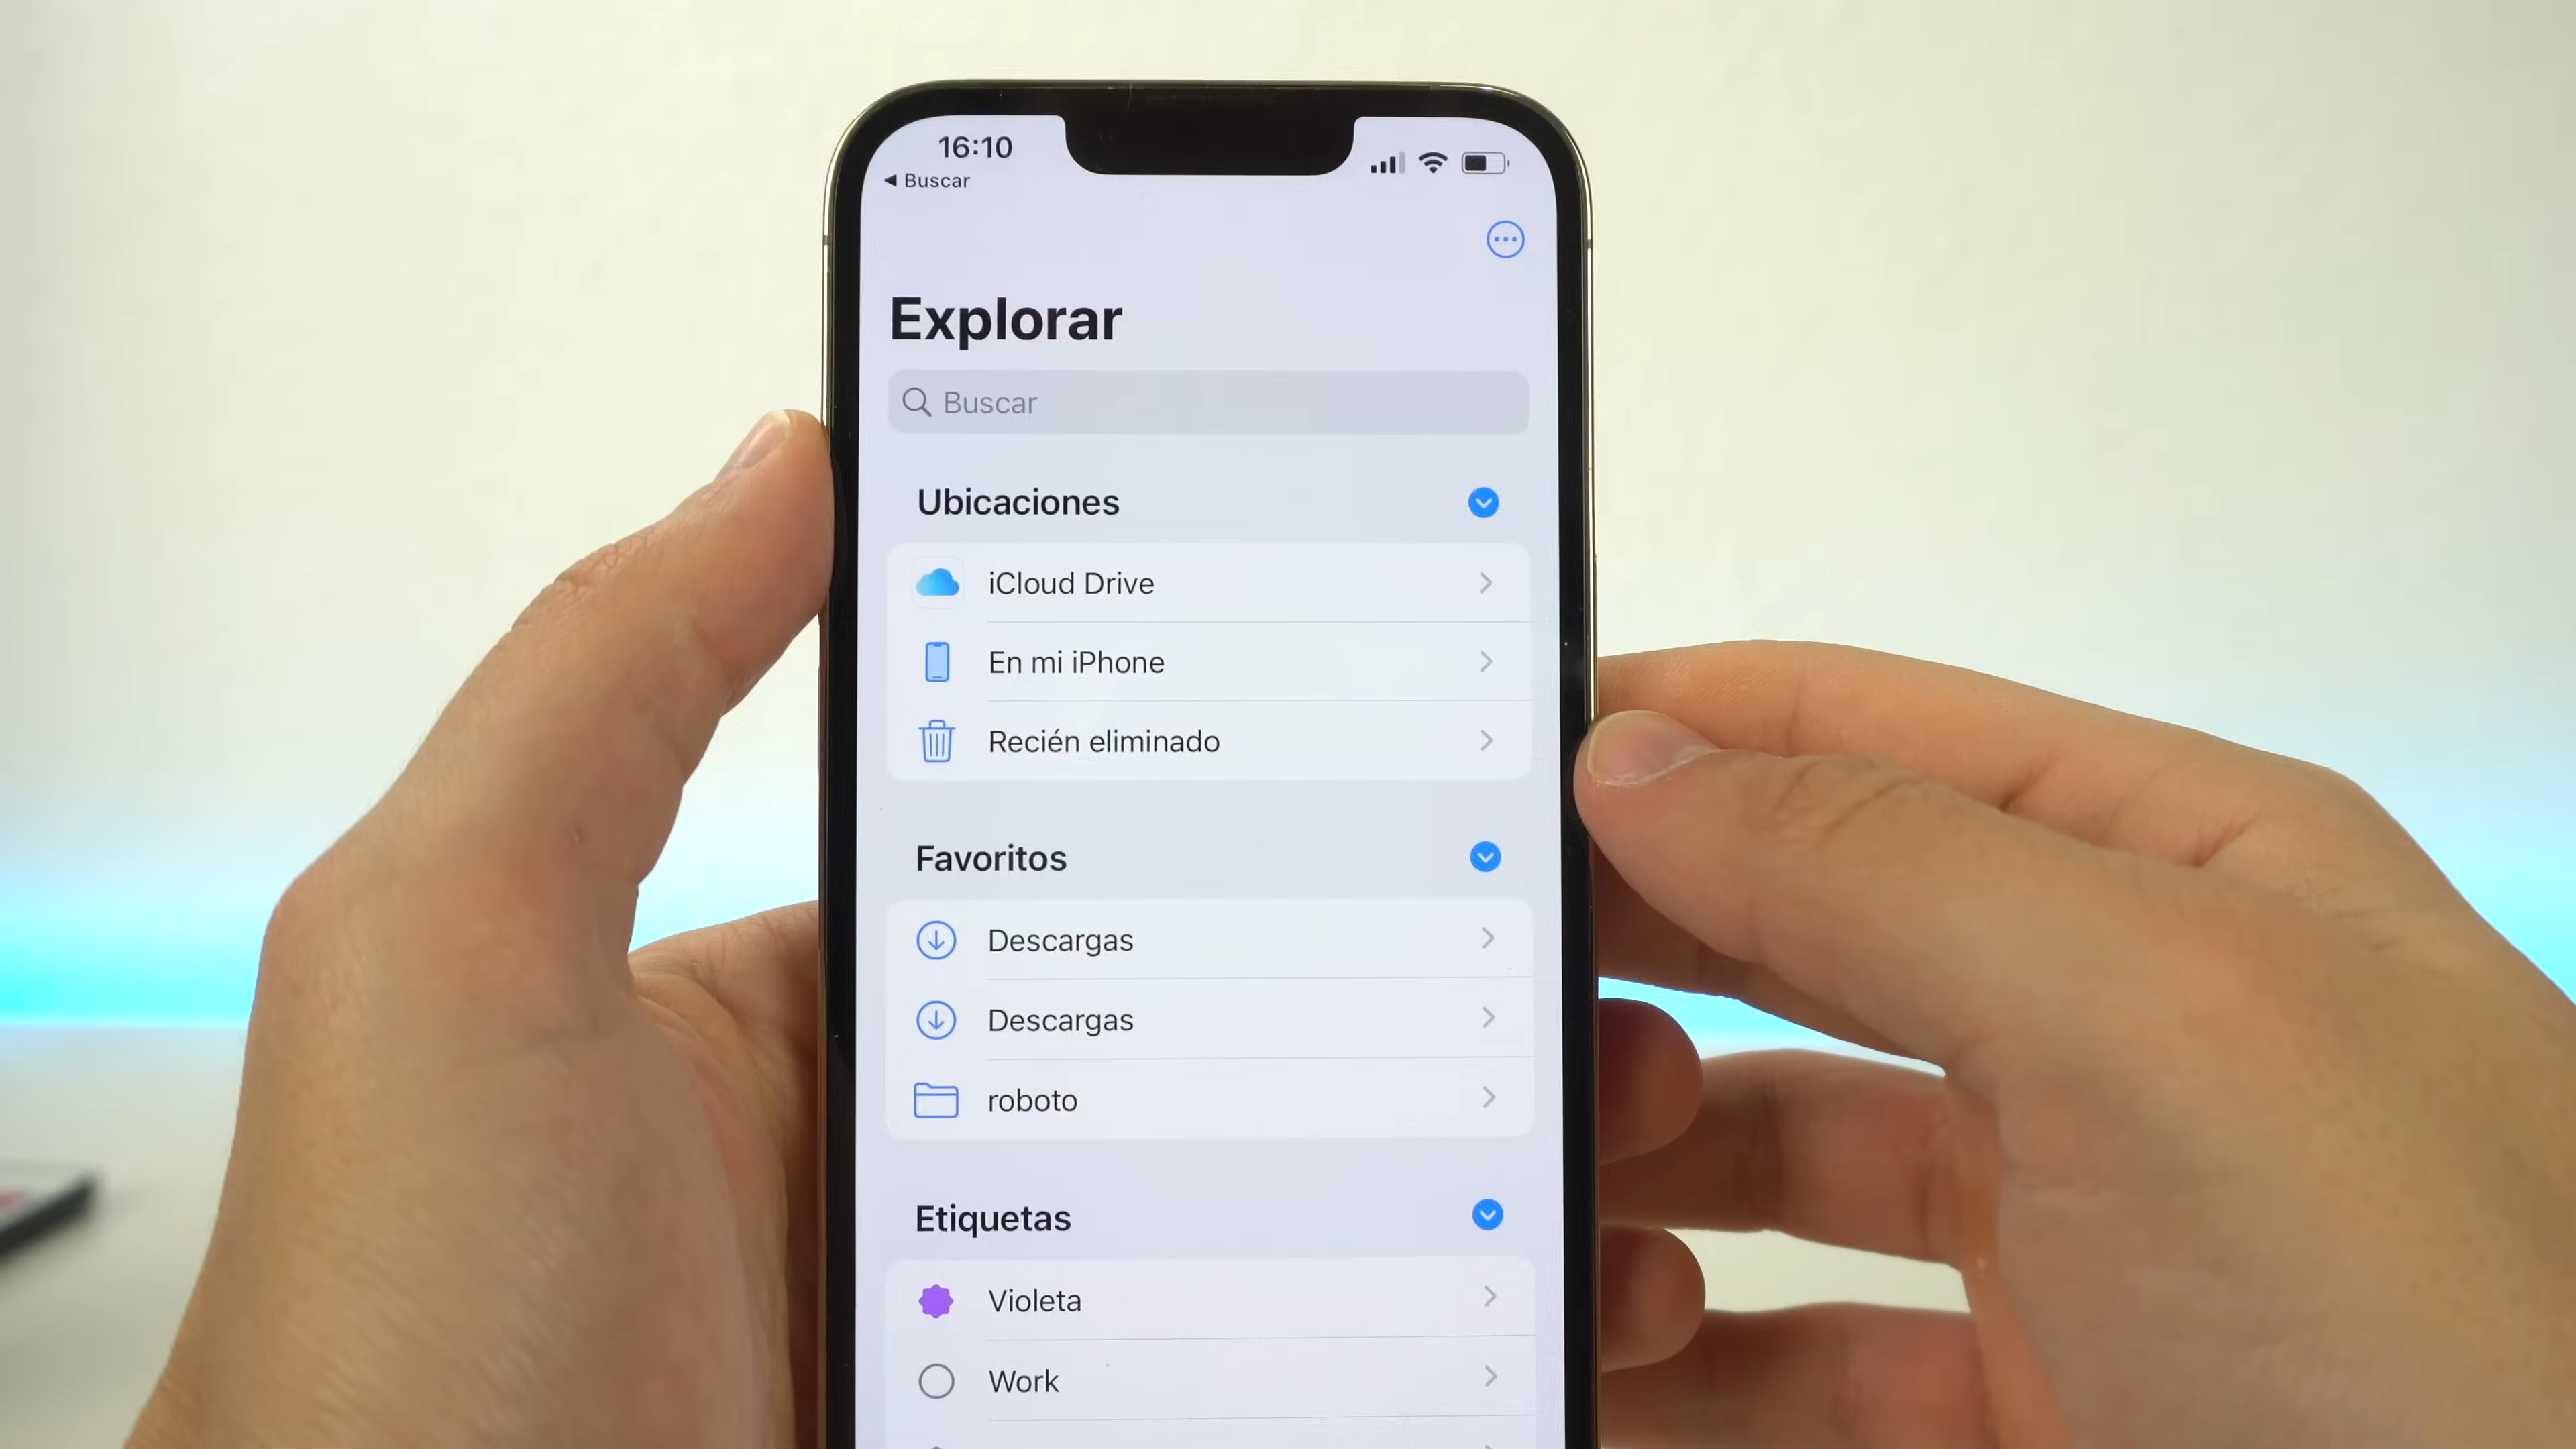 16:10
◀ Buscar
Explorar
Buscar
Ubicaciones
iCloud Drive
En mi iPhone
Recién eliminado
Favoritos
Descargas
Descargas
roboto
Etiquetas
Violeta
Work